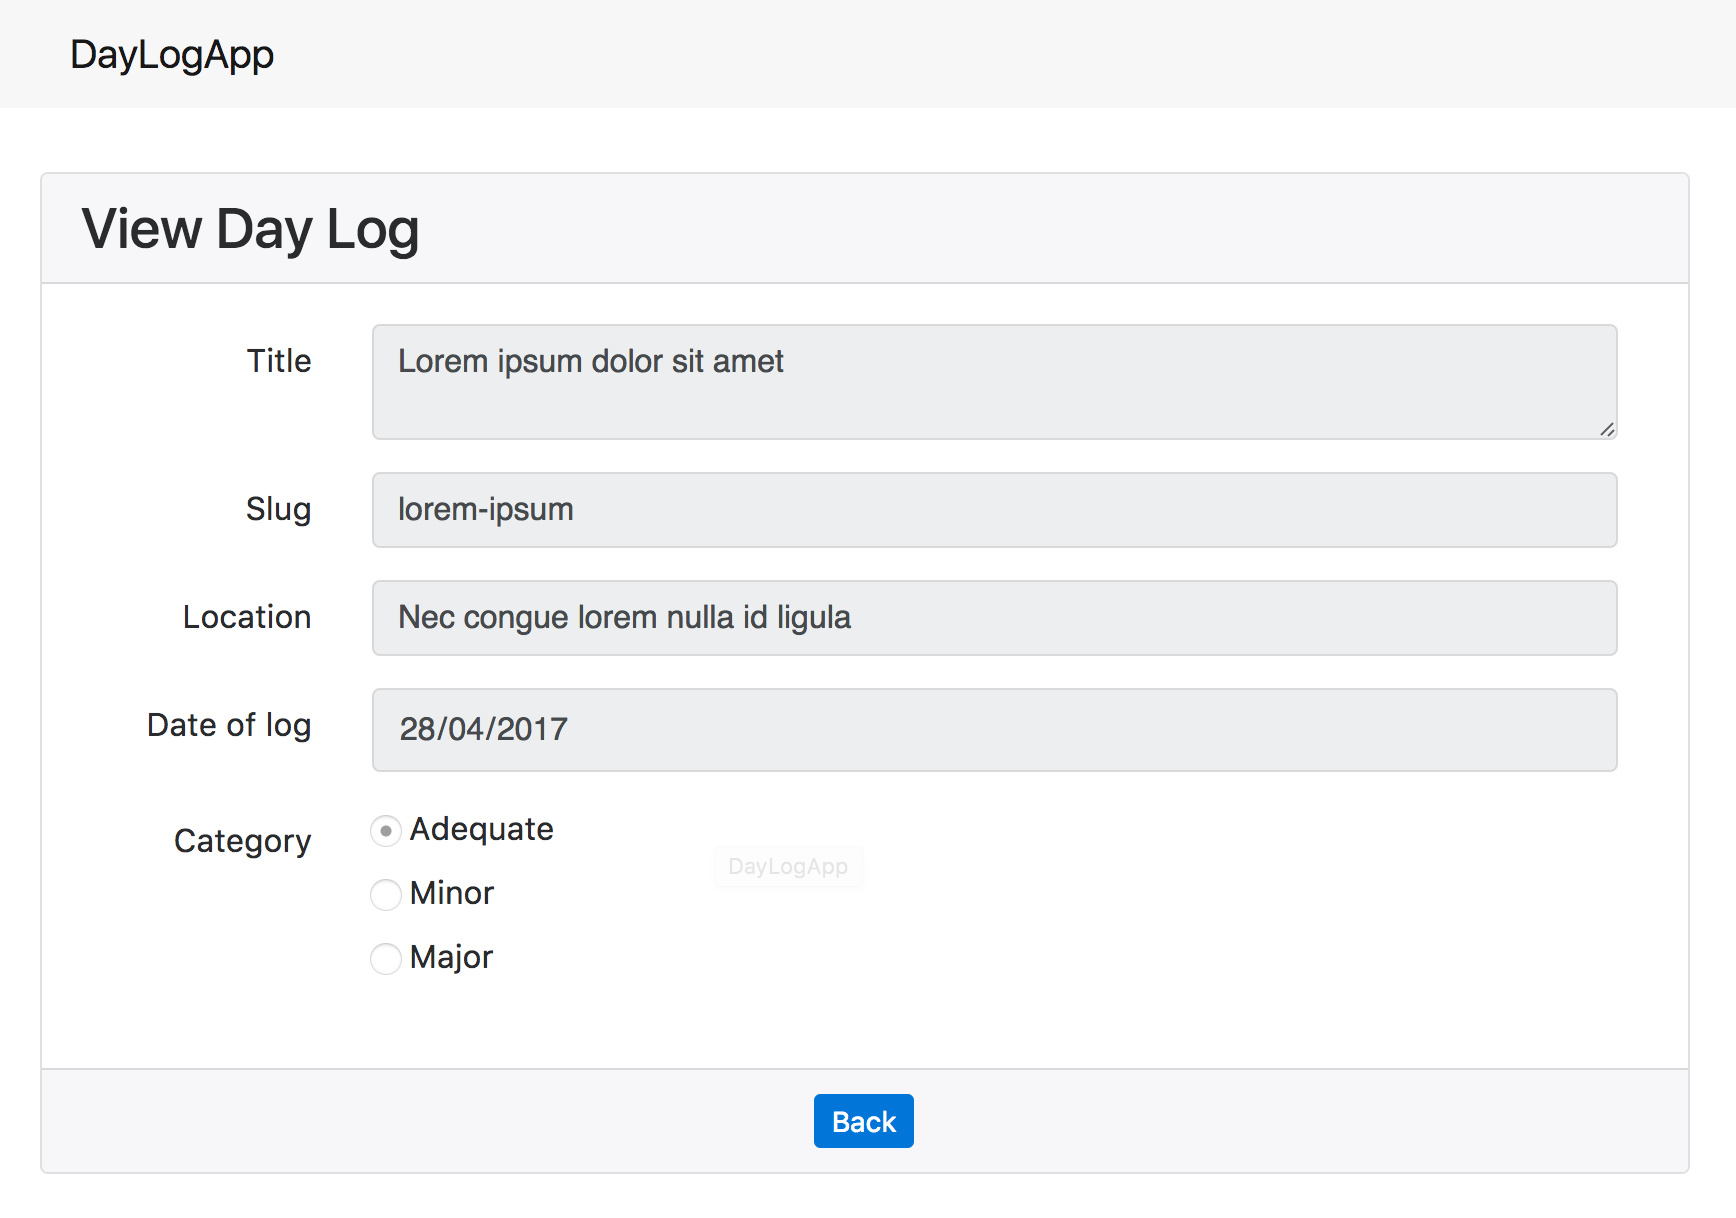 DayLogApp
View Day Log
Title
Lorem ipsum dolor sit amet
Slug
lorem-ipsum
Location
Nec congue lorem nulla id ligula
Date of log
28/04/2017
Category
Adequate
DayLogApp
Minor
Major
Back